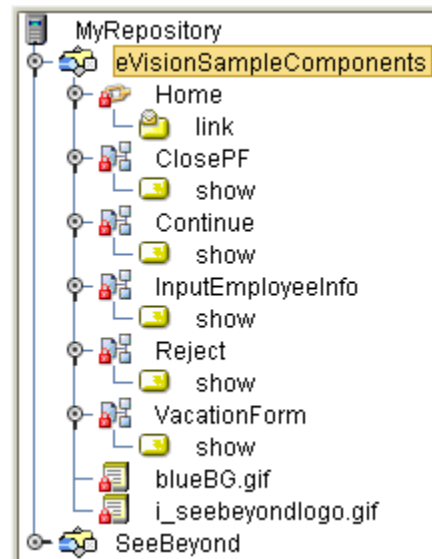 MyRepository
eVisionSampleComponents
Home
link
ClosePF
show
Continue
show
InputEmployeeInfo
show
Reject
show
VacationForm
show
blueBG.gif
i_seebeyondlogo.gif
SeeBeyond